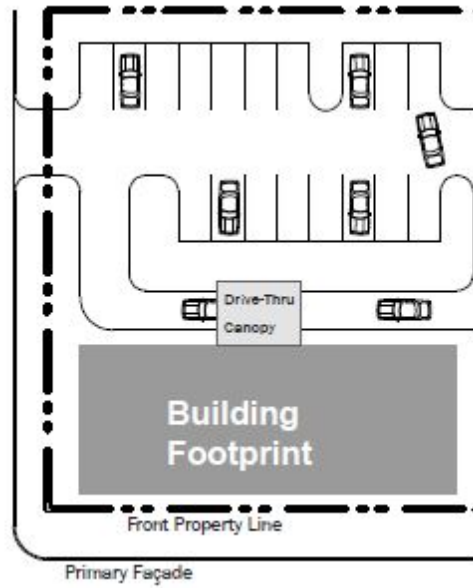 Drive-Thru
Canopy
Building
Footprint
Front Property Line
Primary Façade